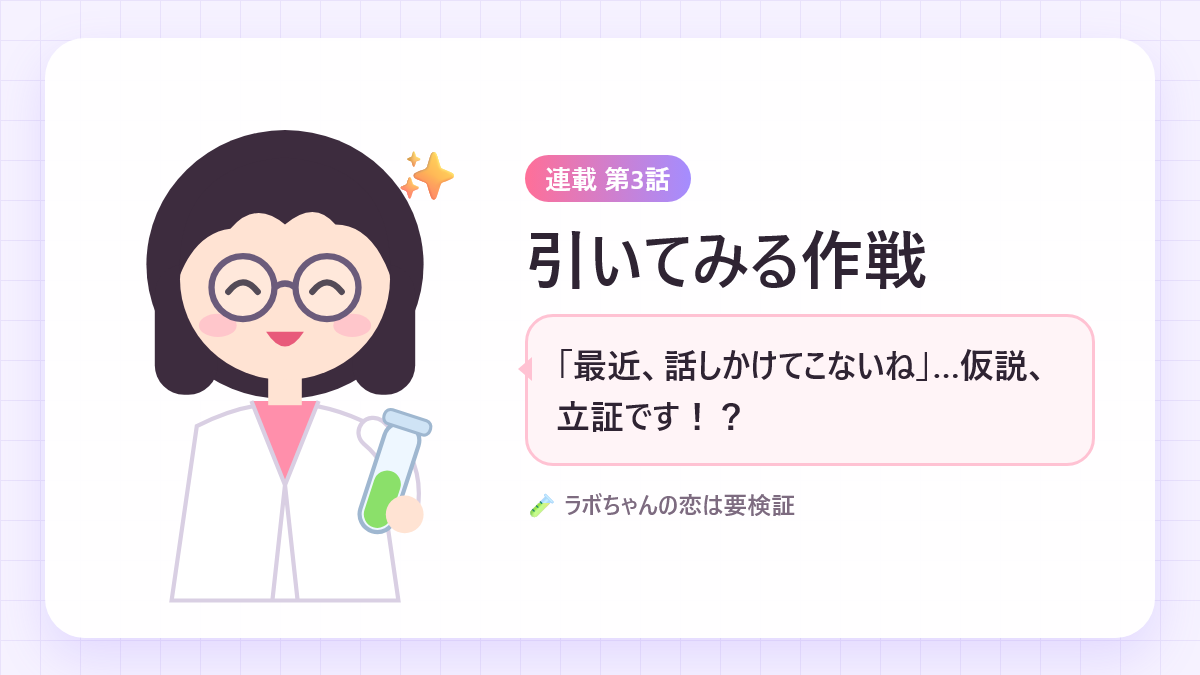 連載 第3話
引いてみる作戦
「最近、話しかけてこないね」…仮説、
立証です！？
ラボちゃんの恋は要検証